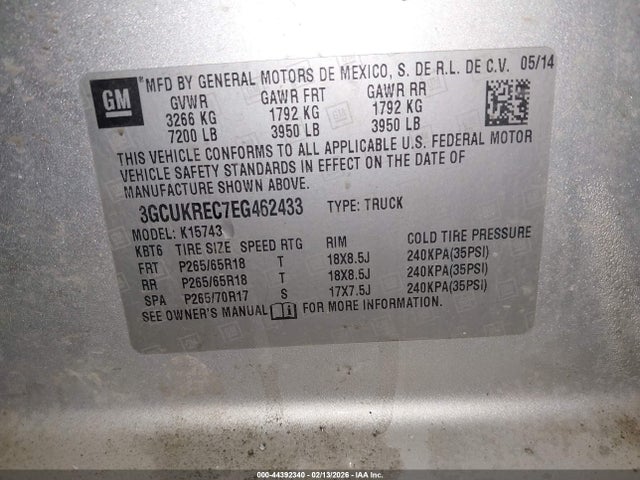 GM
MFD BY GENERAL MOTORS DE MEXICO, S. DE R.L. DE C.V. 05/14
GVWR GAWR FRT GAWR RR
3266 KG 1792 KG 1792 KG
7200 LB 3950 LB 3950 LB
THIS VEHICLE CONFORMS TO ALL APPLICABLE U.S. FEDERAL MOTOR
VEHICLE SAFETY STANDARDS IN EFFECT ON THE DATE OF
MANUFACTURE SHOWN ABOVE.
3GCUKREC7EG462433 TYPE: TRUCK
MODEL: K15743
KBT6 TIRE SIZE SPEED RTG RIM COLD TIRE PRESSURE
FRT P265/65R18 T 18X8.5J 240KPA(35PSI)
RR P265/65R18 T 18X8.5J 240KPA(35PSI)
SPA P265/70R17 S 17X7.5J 240KPA(35PSI)
SEE OWNER'S MANUAL FOR MORE INFORMATION.
000-44392340 - 02/13/2026 - IAA Inc.